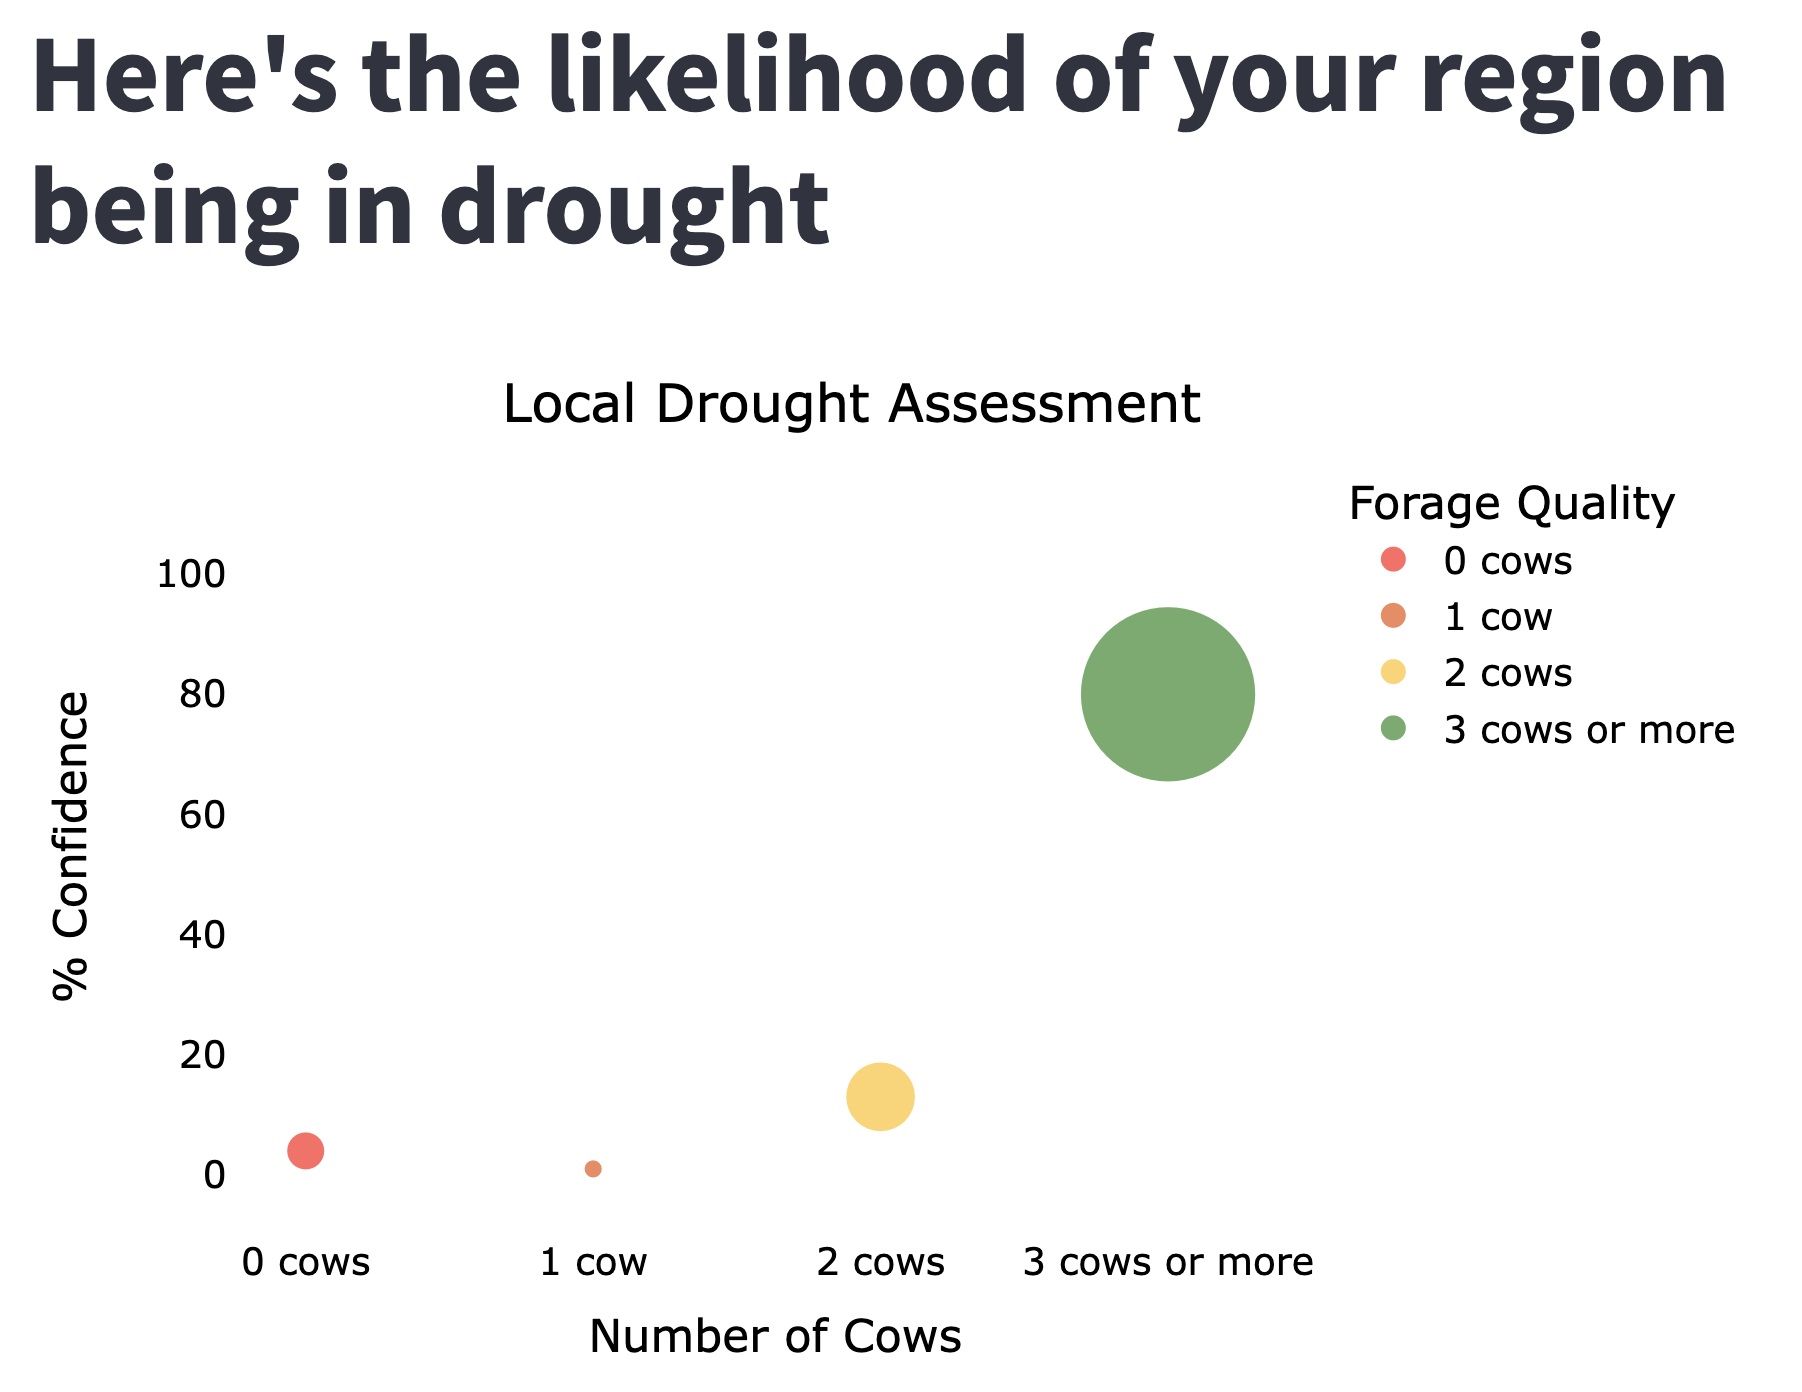 Here's the likelihood of your region
being in drought
Local Drought Assessment
Forage Quality
0 cows
1 cow
2 cows
3 cows or more
100
80
60
40
20
0
% Confidence
0 cows
1 cow
2 cows
3 cows or more
Number of Cows